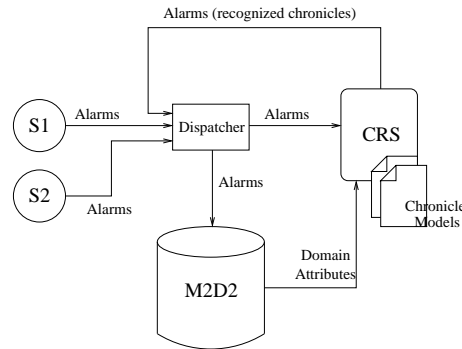 Alarms (recognized chronicles)
S1
Alarms
Dispatcher
Alarms
CRS
S2
Alarms
Alarms
Chronicle
Models
M2D2
Domain
Attributes